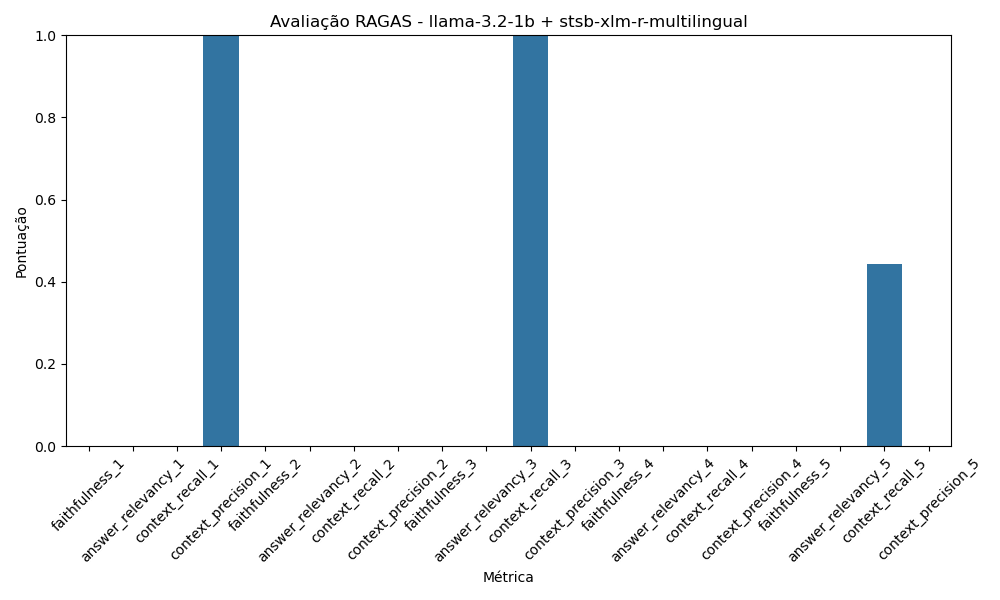 Avaliação RAGAS - llama-3.2-1b + stsb-xlm-r-multilingual
Pontuação
1.0
0.8
0.6
0.4
0.2
0.0
faithfulness_1
answer_relevancy_1
context_recall_1
context_precision_1
faithfulness_2
answer_relevancy_2
context_recall_2
context_precision_2
faithfulness_3
answer_relevancy_3
context_recall_3
context_precision_3
faithfulness_4
answer_relevancy_4
context_recall_4
context_precision_4
faithfulness_5
answer_relevancy_5
context_recall_5
context_precision_5
Métrica